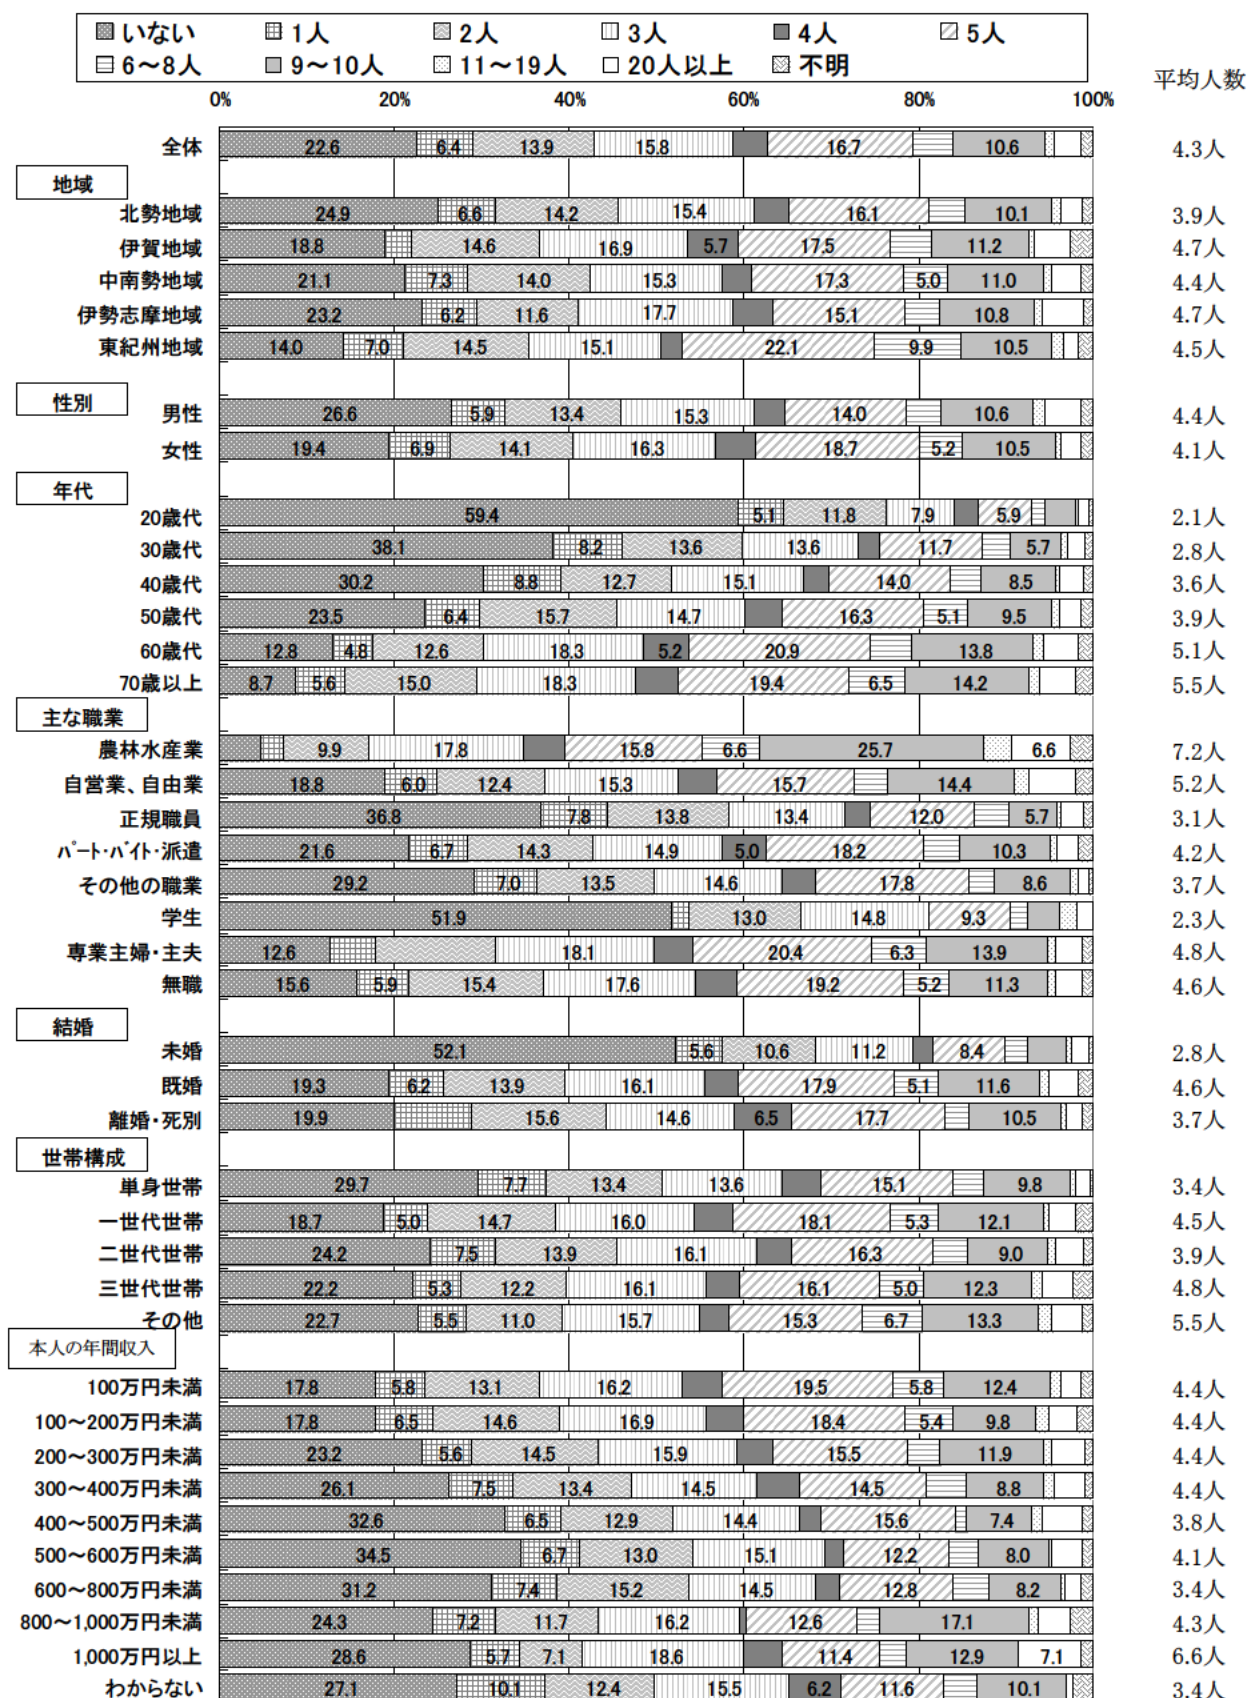 いない 1人 2人 3人 4人 5人
6～8人 9～10人 11～19人 20人以上 不明
平均人数
0% 20% 40% 60% 80% 100%
全体 22.6 6.4 13.9 15.8 16.7 10.6 4.3人
地域
北勢地域 24.9 6.6 14.2 15.4 16.1 10.1 3.9人
伊賀地域 18.8 14.6 16.9 5.7 17.5 11.2 4.7人
中南勢地域 21.1 7.3 14.0 15.3 17.3 5.0 11.0 4.4人
伊勢志摩地域 23.2 6.2 11.6 17.7 15.1 10.8 4.7人
東紀州地域 14.0 7.0 14.5 15.1 22.1 9.9 10.5 4.5人
性別
男性 26.6 5.9 13.4 15.3 14.0 10.6 4.4人
女性 19.4 6.9 14.1 16.3 18.7 5.2 10.5 4.1人
年代
20歳代 59.4 5.1 11.8 7.9 5.9 2.1人
30歳代 38.1 8.2 13.6 13.6 11.7 5.7 2.8人
40歳代 30.2 8.8 12.7 15.1 14.0 8.5 3.6人
50歳代 23.5 6.4 15.7 14.7 16.3 5.1 9.5 3.9人
60歳代 12.8 4.8 12.6 18.3 5.2 20.9 13.8 5.1人
70歳以上 8.7 5.6 15.0 18.3 19.4 6.5 14.2 5.5人
主な職業
農林水産業 9.9 17.8 15.8 6.6 25.7 6.6 7.2人
自営業、自由業 18.8 6.0 12.4 15.3 15.7 14.4 5.2人
正規職員 36.8 7.8 13.8 13.4 12.0 5.7 3.1人
ﾊﾟｰﾄ･ﾊﾞｲﾄ･派遣 21.6 6.7 14.3 14.9 5.0 18.2 10.3 4.2人
その他の職業 29.2 7.0 13.5 14.6 17.8 8.6 3.7人
学生 51.9 13.0 14.8 9.3 2.3人
専業主婦・主夫 12.6 18.1 20.4 6.3 13.9 4.8人
無職 15.6 5.9 15.4 17.6 19.2 5.2 11.3 4.6人
結婚
未婚 52.1 5.6 10.6 11.2 8.4 2.8人
既婚 19.3 6.2 13.9 16.1 17.9 5.1 11.6 4.6人
離婚・死別 19.9 15.6 14.6 6.5 17.7 10.5 3.7人
世帯構成
単身世帯 29.7 7.7 13.4 13.6 15.1 9.8 3.4人
一世代世帯 18.7 5.0 14.7 16.0 18.1 5.3 12.1 4.5人
二世代世帯 24.2 7.5 13.9 16.1 16.3 9.0 3.9人
三世代世帯 22.2 5.3 12.2 16.1 16.1 5.0 12.3 4.8人
その他 22.7 5.5 11.0 15.7 15.3 6.7 13.3 5.5人
本人の年間収入
100万円未満 17.8 5.8 13.1 16.2 19.5 5.8 12.4 4.4人
100～200万円未満 17.8 6.5 14.6 16.9 18.4 5.4 9.8 4.4人
200～300万円未満 23.2 5.6 14.5 15.9 15.5 11.9 4.4人
300～400万円未満 26.1 7.5 13.4 14.5 14.5 8.8 4.4人
400～500万円未満 32.6 6.5 12.9 14.4 15.6 7.4 3.8人
500～600万円未満 34.5 6.7 13.0 15.1 12.2 8.0 4.1人
600～800万円未満 31.2 7.4 15.2 14.5 12.8 8.2 3.4人
800～1,000万円未満 24.3 7.2 11.7 16.2 12.6 17.1 4.3人
1,000万円以上 28.6 5.7 7.1 18.6 11.4 12.9 7.1 6.6人
わからない 27.1 10.1 12.4 15.5 6.2 11.6 10.1 3.4人